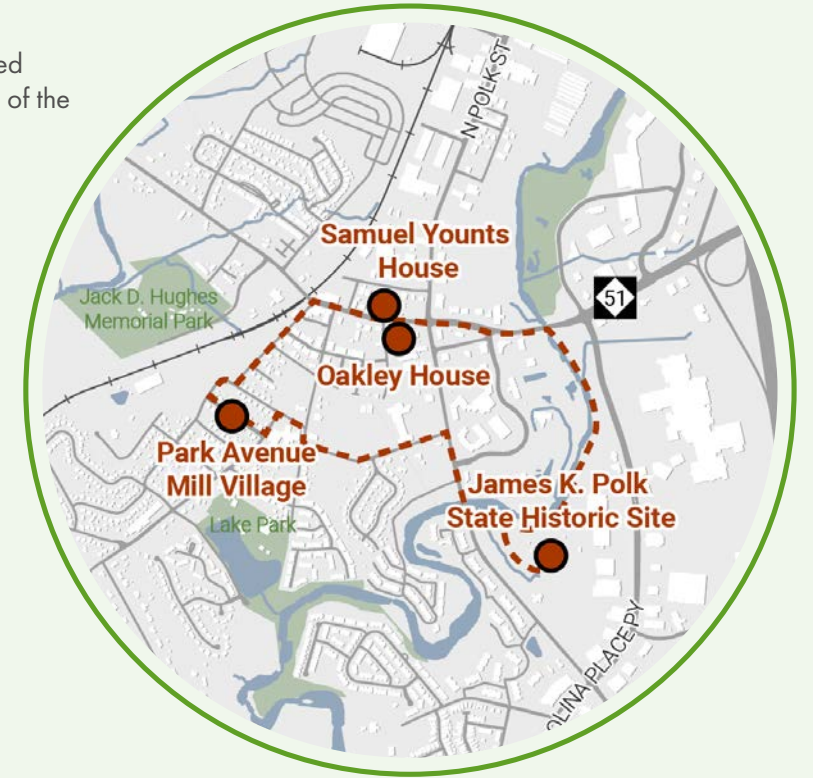 ed
of the
N POLK ST
Samuel Younts
House
51
Jack D. Hughes
Memorial Park
Oakley House
Park Avenue
Mill Village
James K. Polk
State Historic Site
Lake Park
OLINA PLACE PY